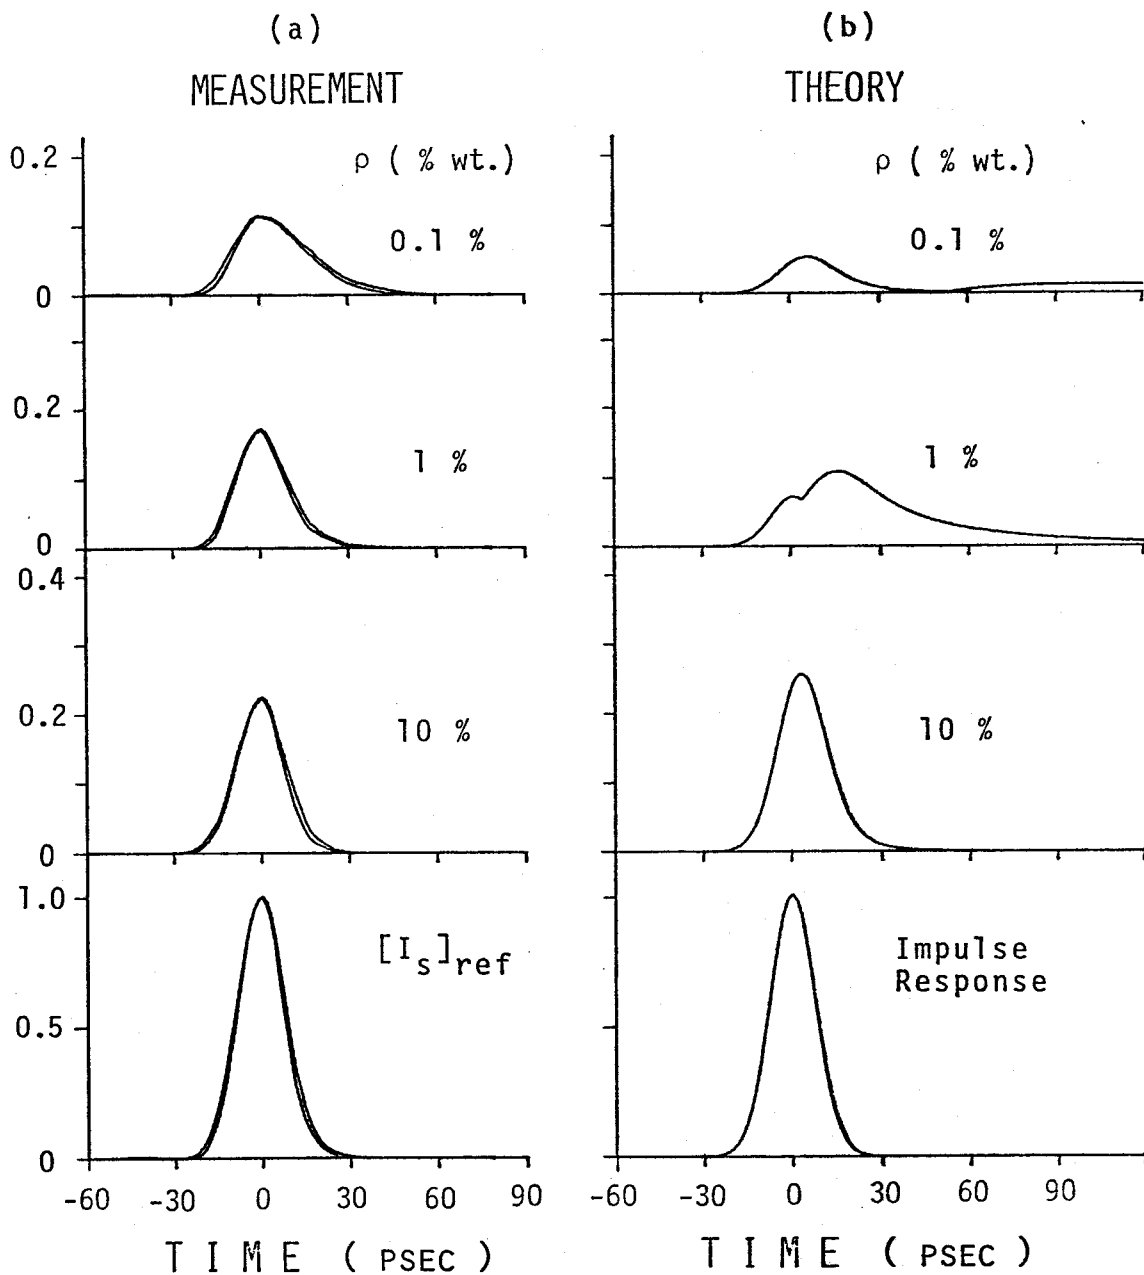 (a)
MEASUREMENT
ρ ( % wt.)
0.2
0.1 %
0
0.2
1 %
0
0.4
0.2
10 %
0
1.0
[I_s]_ref
0.5
0
-60 -30 0 30 60 90
TIME ( PSEC )
(b)
THEORY
ρ ( % wt.)
0.1 %
1 %
10 %
Impulse
Response
-60 -30 0 30 60 90
TIME ( PSEC )